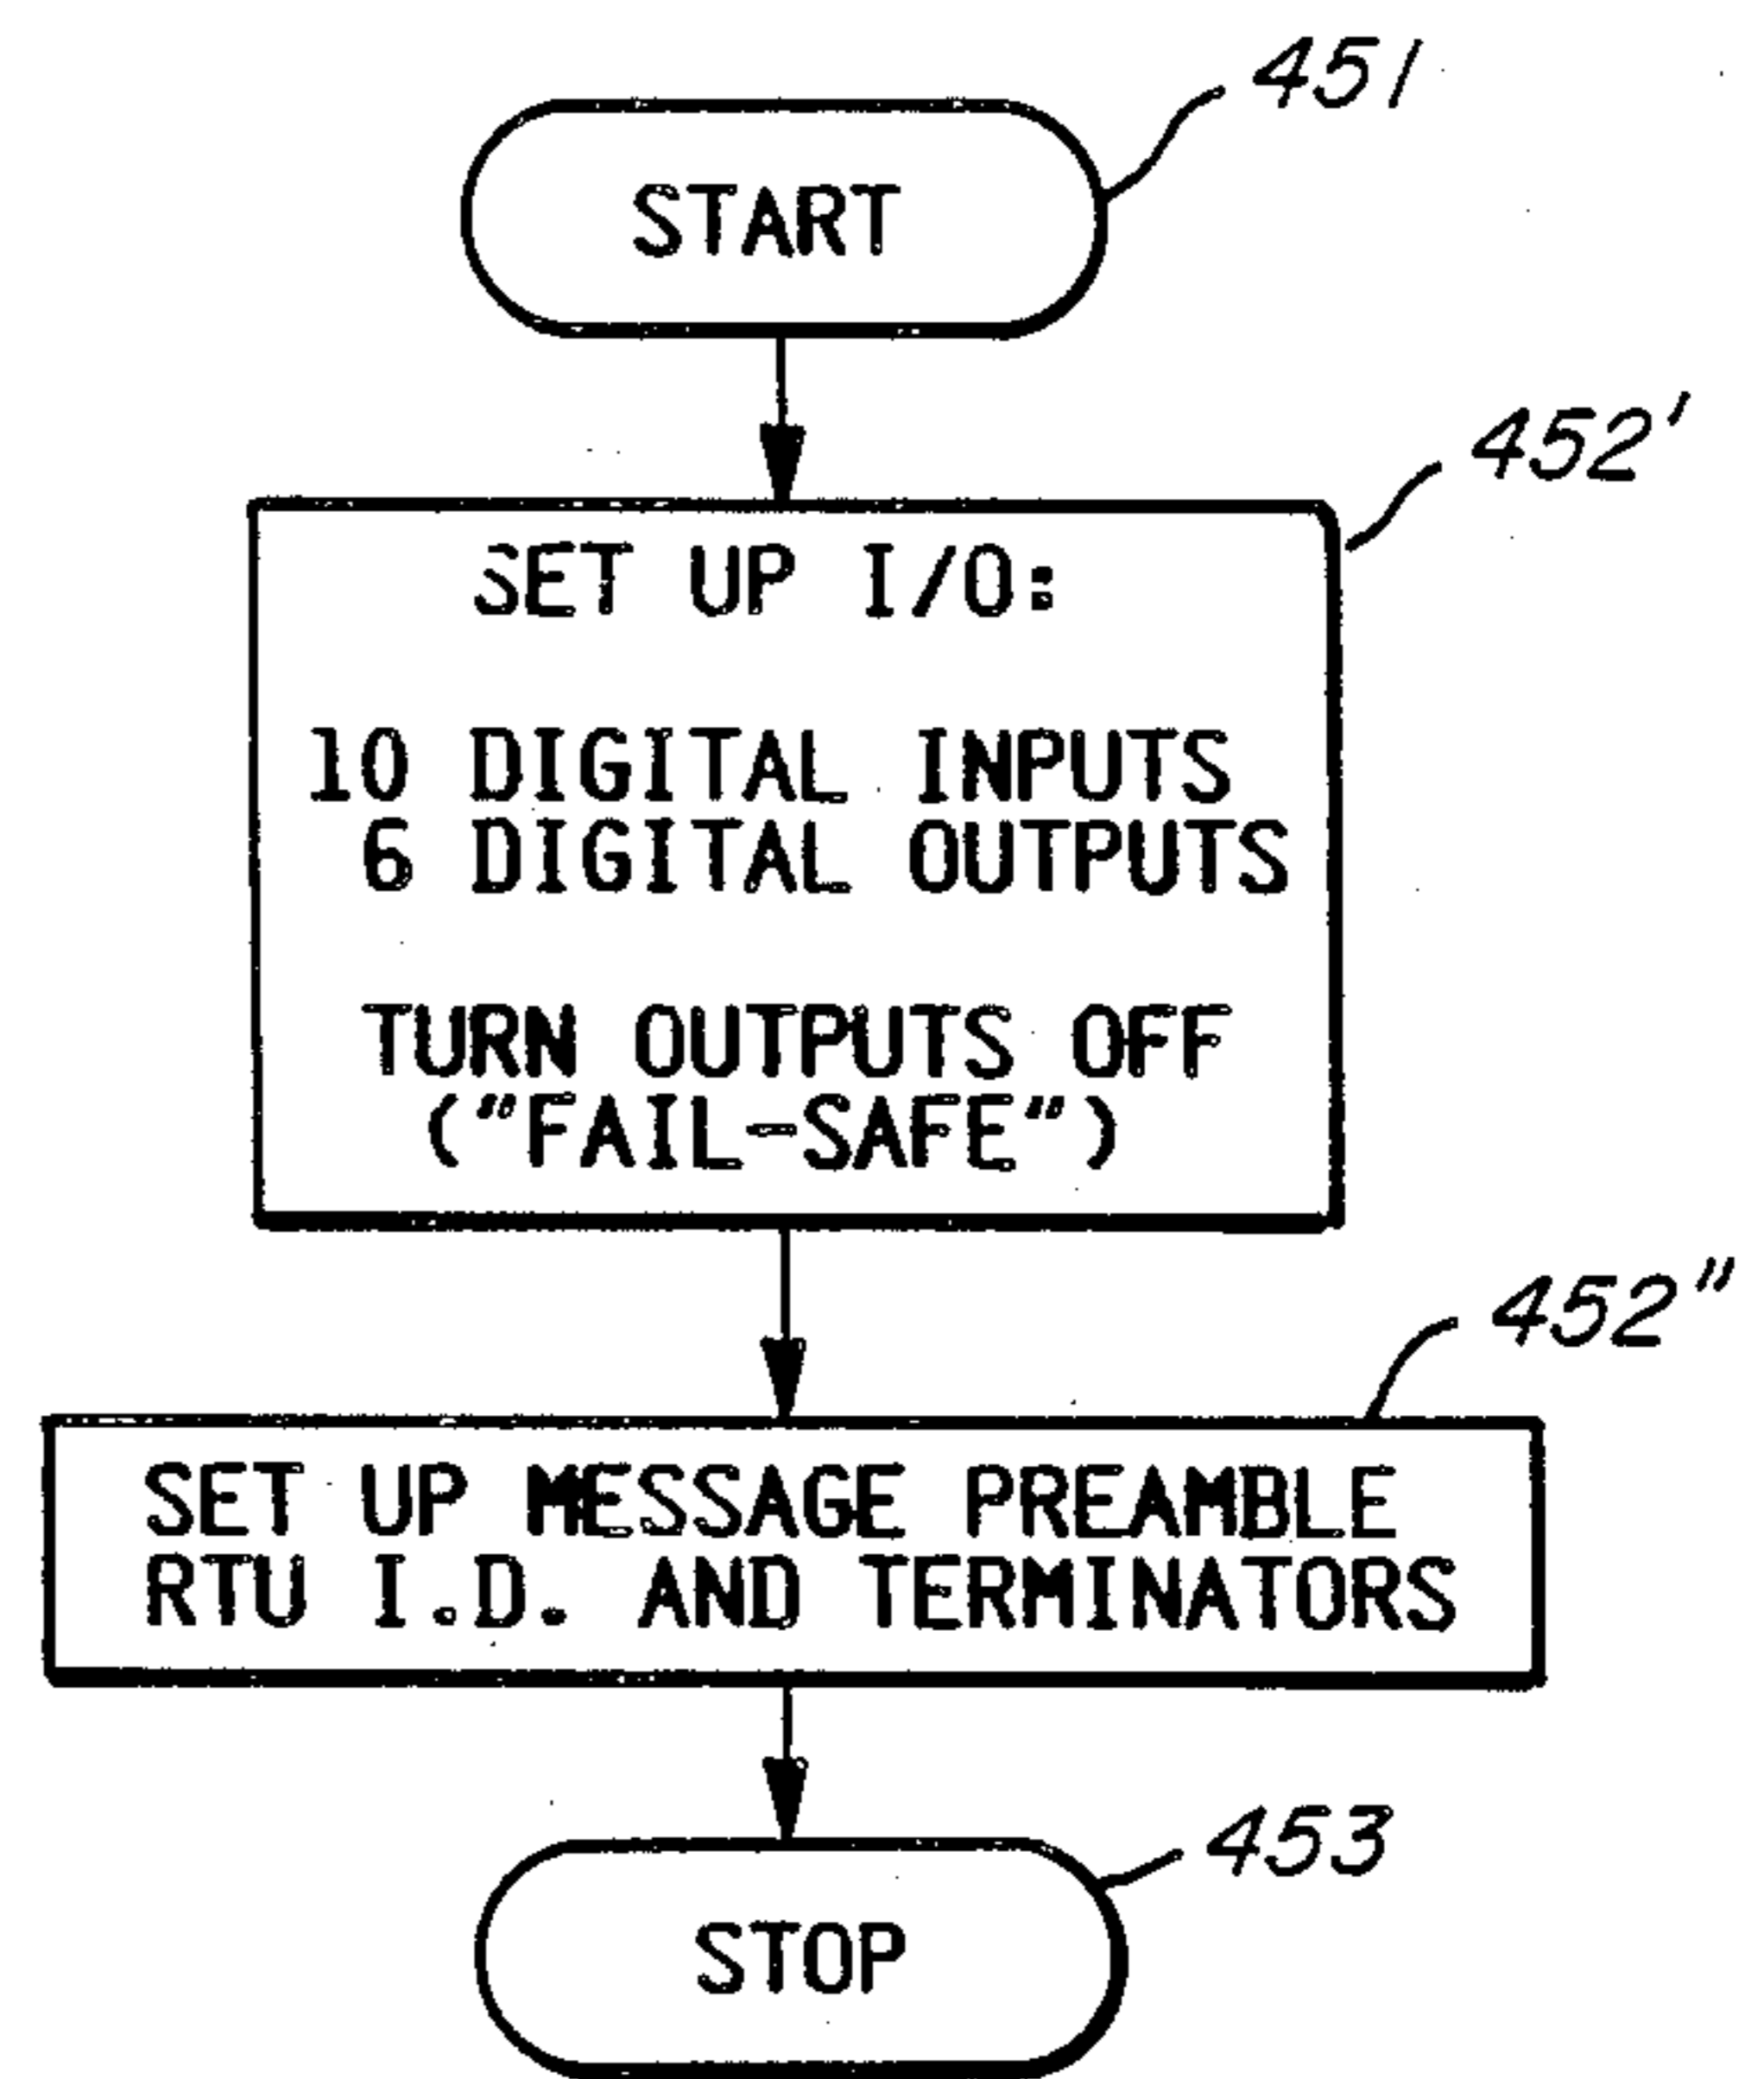 451
START
452'
SET UP I/O:
10 DIGITAL INPUTS
6 DIGITAL OUTPUTS
TURN OUTPUTS OFF
("FAIL-SAFE")
452"
SET UP MESSAGE PREAMBLE
RTU I.D. AND TERMINATORS
453
STOP